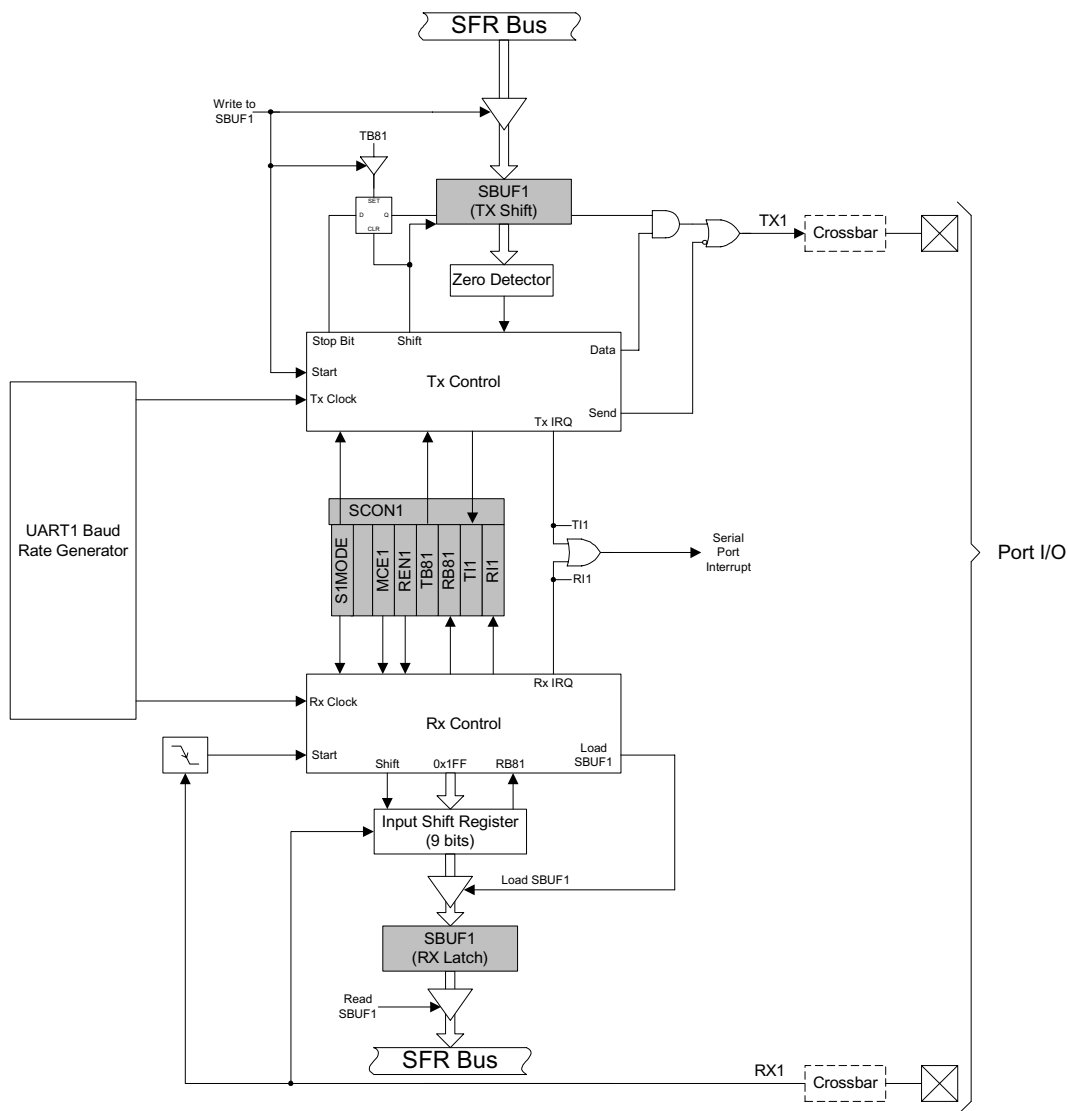 SFR Bus
Write to
SBUF1
TB81
SET
D
Q
CLR
SBUF1
(TX Shift)
TX1
Crossbar
Zero Detector
Stop Bit
Shift
Data
Start
Tx Control
Tx Clock
Send
Tx IRQ
UART1 Baud
Rate Generator
SCON1
S1MODE
MCE1
REN1
TB81
RB81
TI1
RI1
TI1
RI1
Serial
Port
Interrupt
Port I/O
Rx IRQ
Rx Clock
Rx Control
Start
Load
SBUF1
Shift
0x1FF
RB81
Input Shift Register
(9 bits)
Load SBUF1
SBUF1
(RX Latch)
Read
SBUF1
SFR Bus
RX1
Crossbar